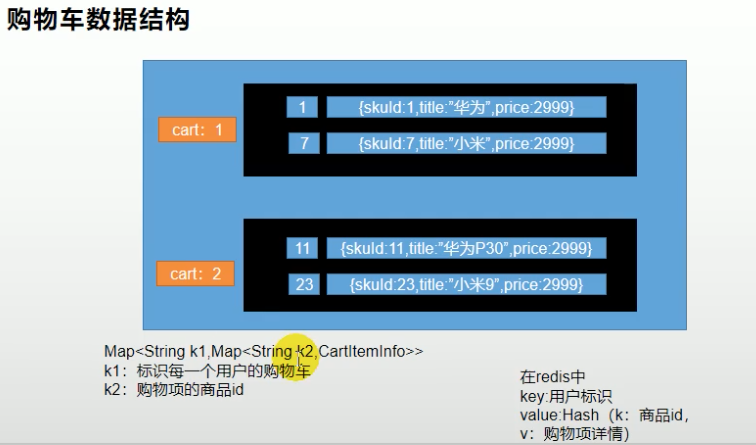 购物车数据结构
1 {skuId:1,title:”华为”,price:2999}
cart：1
7 {skuId:7,title:”小米”,price:2999}
11 {skuId:11,title:”华为P30”,price:2999}
cart：2
23 {skuId:23,title:”小米9”,price:2999}
Map<String k1,Map<String k2,CartItemInfo>>
k1：标识每一个用户的购物车
k2：购物项的商品id
在redis中
key:用户标识
value:Hash（k：商品id，
v：购物项详情）